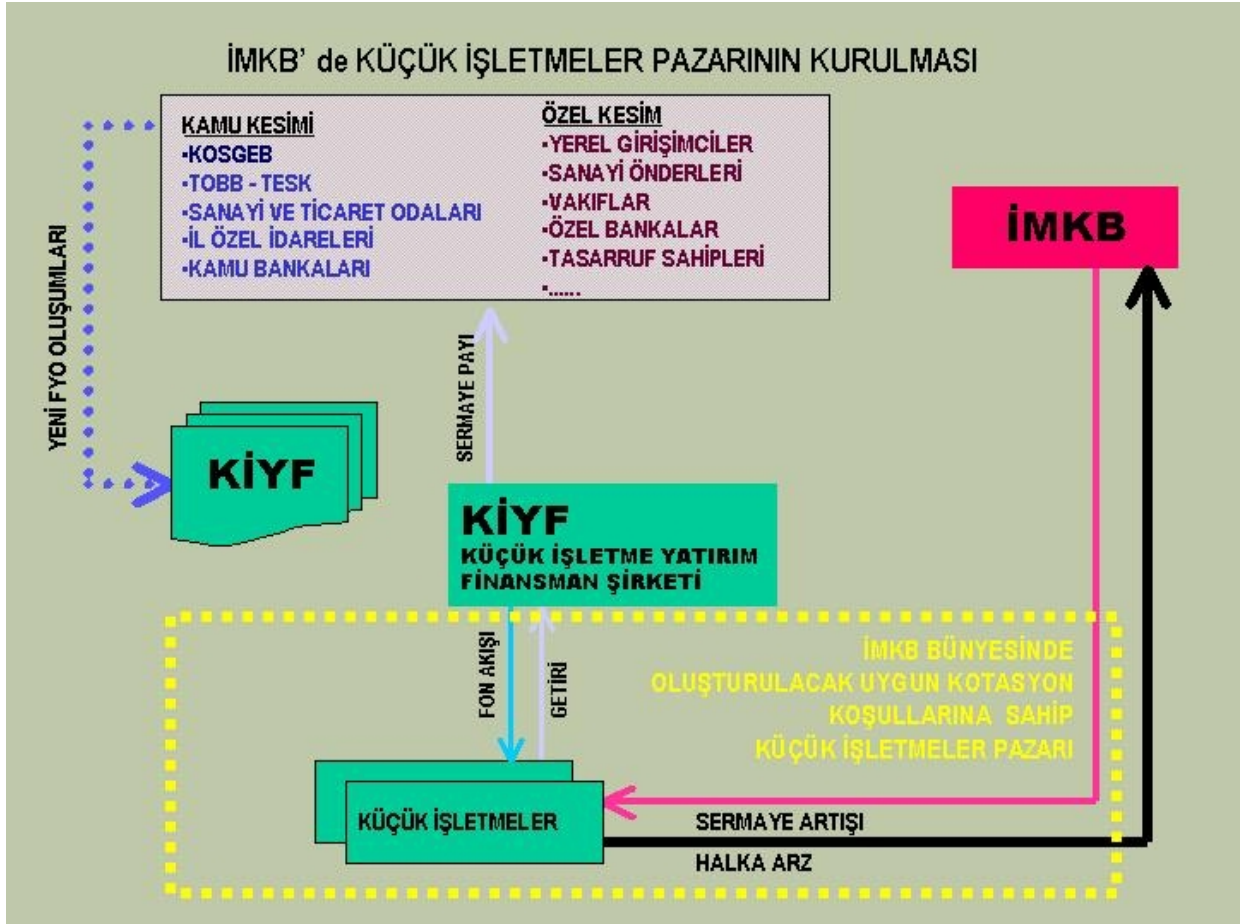 İMKB' de KÜÇÜK İŞLETMELER PAZARININ KURULMASI
KAMU KESİMİ
▪KOSGEB
▪TOBB - TESK
▪SANAYİ VE TİCARET ODALARI
▪İL ÖZEL İDARELERİ
▪KAMU BANKALARI
ÖZEL KESİM
▪YEREL GİRİŞİMCİLER
▪SANAYİ ÖNDERLERİ
▪VAKIFLAR
▪ÖZEL BANKALAR
▪TASARRUF SAHİPLERİ
▪......
İMKB
YENİ FYO OLUŞUMLARI
SERMAYE PAYI
KİYF
KİYF
KÜÇÜK İŞLETME YATIRIM
FİNANSMAN ŞİRKETİ
FON AKIŞI
GETİRİ
İMKB BÜNYESİNDE
OLUŞTURULACAK UYGUN KOTASYON
KOŞULLARINA SAHİP
KÜÇÜK İŞLETMELER PAZARI
KÜÇÜK İŞLETMELER
SERMAYE ARTIŞI
HALKA ARZ